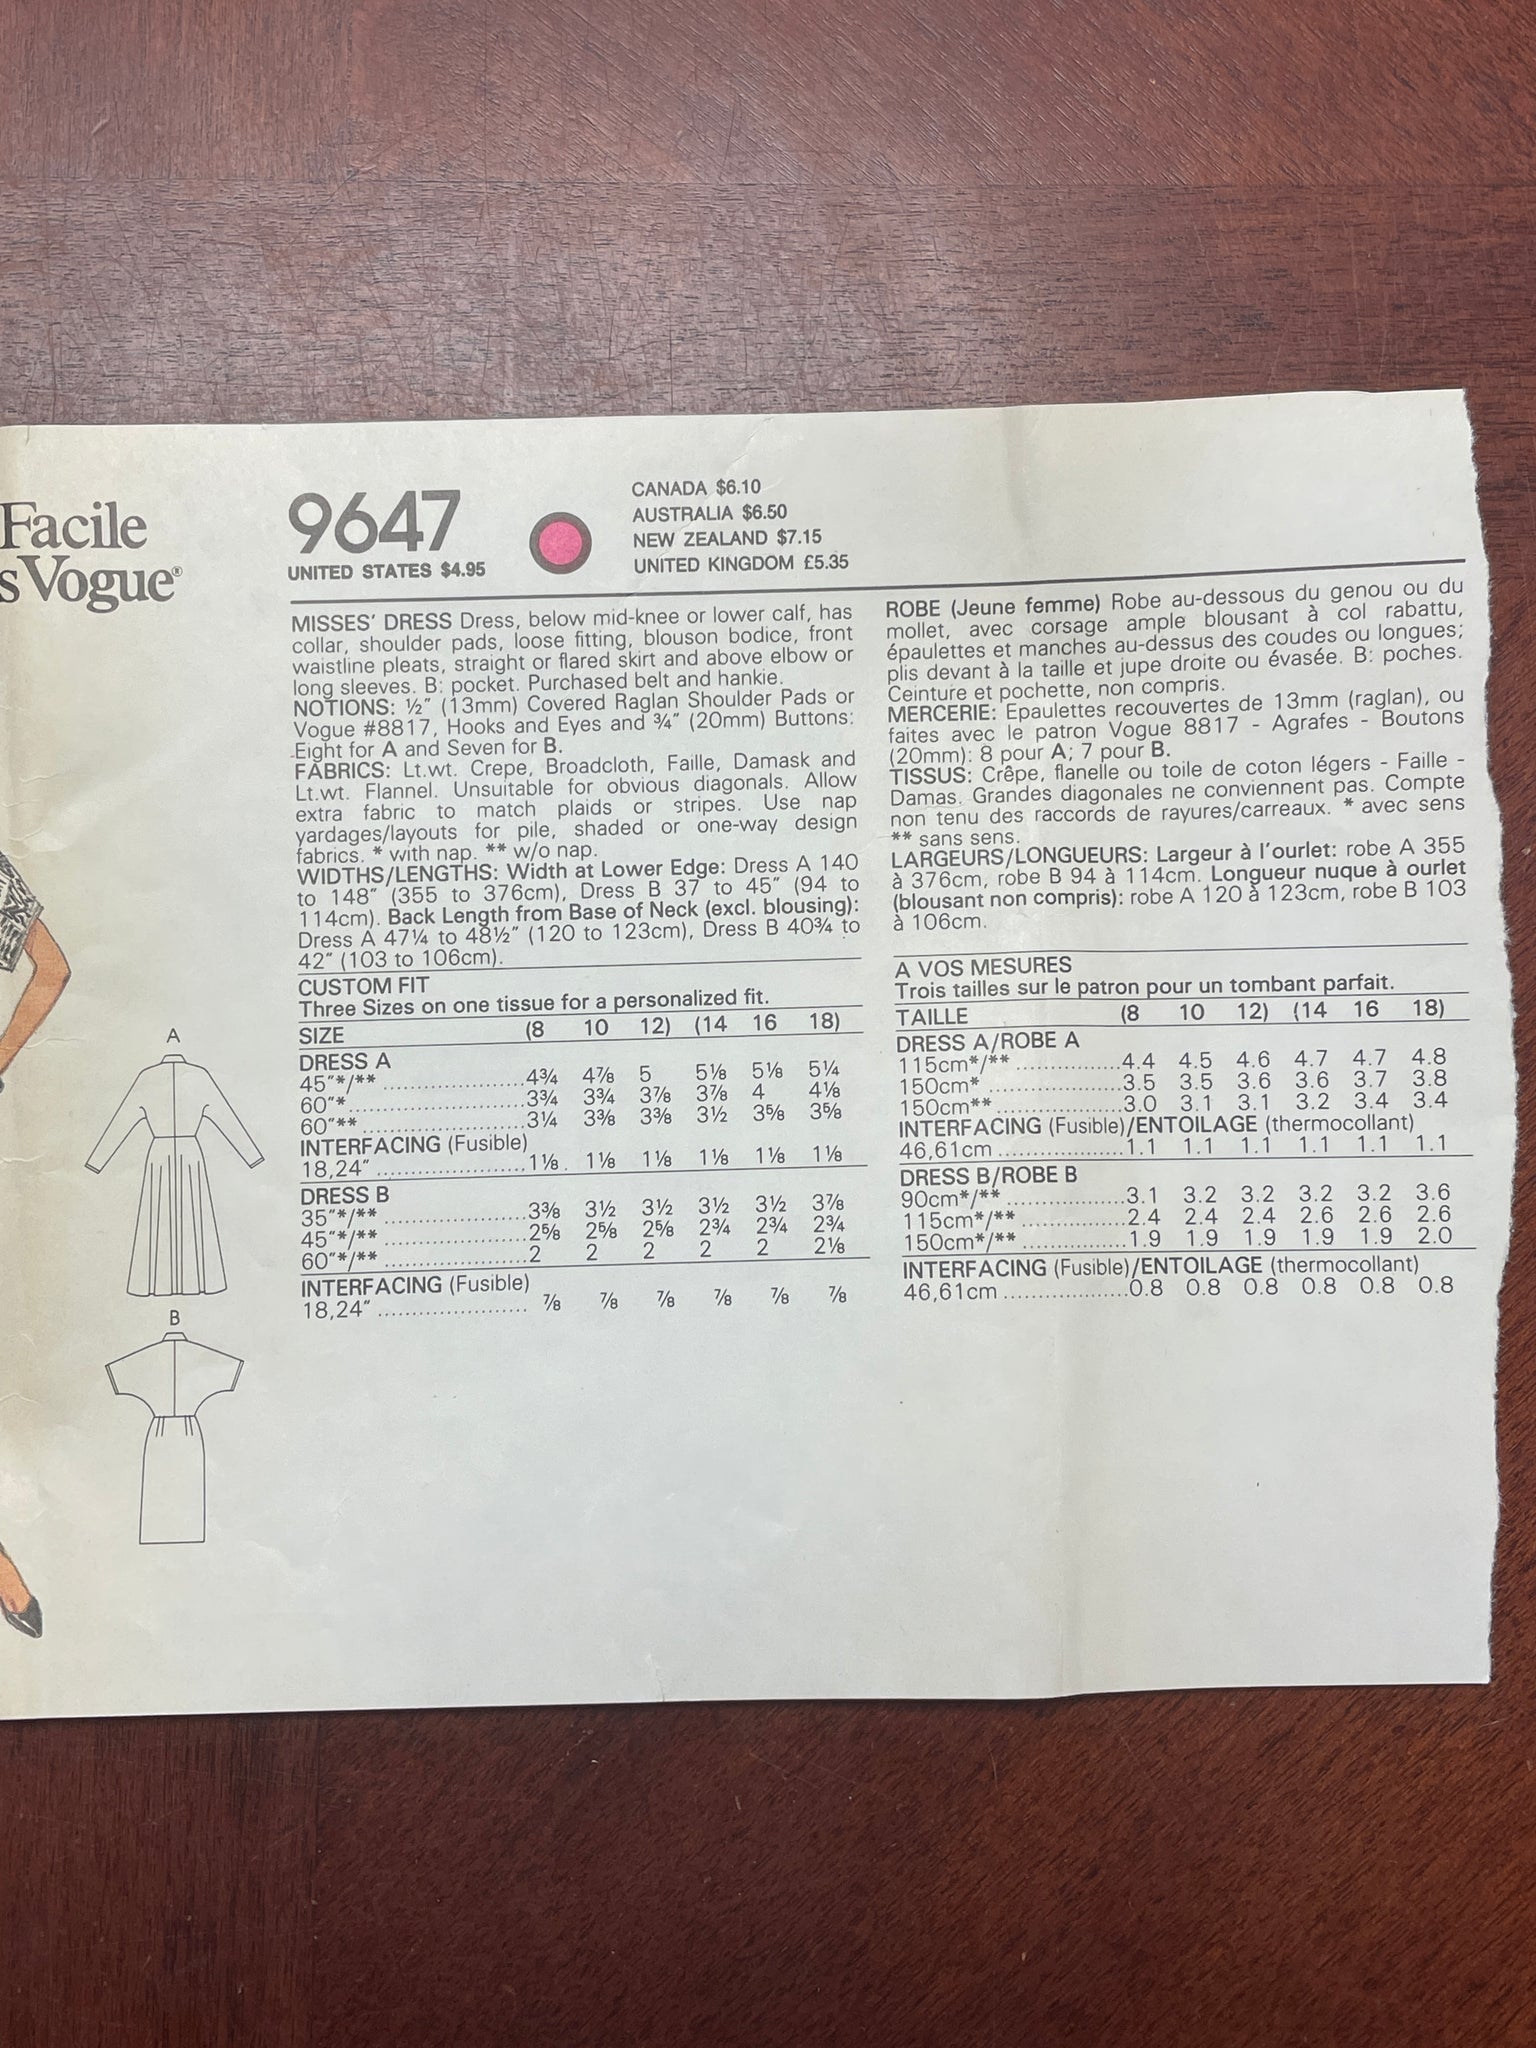 Facile
s Vogue®
9647
UNITED STATES $4.95
CANADA $6.10
AUSTRALIA $6.50
NEW ZEALAND $7.15
UNITED KINGDOM £5.35
MISSES' DRESS Dress, below mid-knee or lower calf, has
collar, shoulder pads, loose fitting, blouson bodice, front
waistline pleats, straight or flared skirt and above elbow or
long sleeves. B: pocket. Purchased belt and hankie.
NOTIONS: ½" (13mm) Covered Raglan Shoulder Pads or
Vogue #8817, Hooks and Eyes and ¾" (20mm) Buttons:
Eight for A and Seven for B.
FABRICS: Lt.wt. Crepe, Broadcloth, Faille, Damask and
Lt.wt. Flannel. Unsuitable for obvious diagonals. Allow
extra fabric to match plaids or stripes. Use nap
yardages/layouts for pile, shaded or one-way design
fabrics. * with nap. ** w/o nap.
WIDTHS/LENGTHS: Width at Lower Edge: Dress A 140
to 148" (355 to 376cm), Dress B 37 to 45" (94 to
114cm). Back Length from Base of Neck (excl. blousing):
Dress A 47¼ to 48½" (120 to 123cm), Dress B 40¾ to
42" (103 to 106cm).
CUSTOM FIT
Three Sizes on one tissue for a personalized fit.
SIZE (8 10 12) (14 16 18)
DRESS A
45"*/** ....................4¾ 4⅞ 5 5⅛ 5⅛ 5¼
60"* .........................3¾ 3¾ 3⅞ 3⅞ 4 4⅛
60"** .......................3¼ 3⅜ 3⅜ 3½ 3⅝ 3⅝
INTERFACING (Fusible)
18,24" .....................1⅛ 1⅛ 1⅛ 1⅛ 1⅛ 1⅛
DRESS B
35"*/** ....................3⅜ 3½ 3½ 3½ 3½ 3⅞
45"*/** ....................2⅝ 2⅝ 2⅝ 2¾ 2¾ 2¾
60"*/** ....................2 2 2 2 2 2⅛
INTERFACING (Fusible)
18,24" ..................... ⅞ ⅞ ⅞ ⅞ ⅞ ⅞
ROBE (Jeune femme) Robe au-dessous du genou ou du
mollet, avec corsage ample blousant à col rabattu,
épaulettes et manches au-dessus des coudes ou longues;
plis devant à la taille et jupe droite ou évasée. B: poches.
Ceinture et pochette, non compris.
MERCERIE: Epaulettes recouvertes de 13mm (raglan), ou
faites avec le patron Vogue 8817 - Agrafes - Boutons
(20mm): 8 pour A; 7 pour B.
TISSUS: Crêpe, flanelle ou toile de coton légers - Faille -
Damas. Grandes diagonales ne conviennent pas. Compte
non tenu des raccords de rayures/carreaux. * avec sens
** sans sens.
LARGEURS/LONGUEURS: Largeur à l'ourlet: robe A 355
à 376cm, robe B 94 à 114cm. Longueur nuque à ourlet
(blousant non compris): robe A 120 à 123cm, robe B 103
à 106cm.
A VOS MESURES
Trois tailles sur le patron pour un tombant parfait.
TAILLE (8 10 12) (14 16 18)
DRESS A/ROBE A
115cm*/** ...............4.4 4.5 4.6 4.7 4.7 4.8
150cm* ...................3.5 3.5 3.6 3.6 3.7 3.8
150cm** ..................3.0 3.1 3.1 3.2 3.4 3.4
INTERFACING (Fusible)/ENTOILAGE (thermocollant)
46,61cm ..................1.1 1.1 1.1 1.1 1.1 1.1
DRESS B/ROBE B
90cm*/** .................3.1 3.2 3.2 3.2 3.2 3.6
115cm*/** ...............2.4 2.4 2.4 2.6 2.6 2.6
150cm*/** ...............1.9 1.9 1.9 1.9 1.9 2.0
INTERFACING (Fusible)/ENTOILAGE (thermocollant)
46,61cm ..................0.8 0.8 0.8 0.8 0.8 0.8
A
B